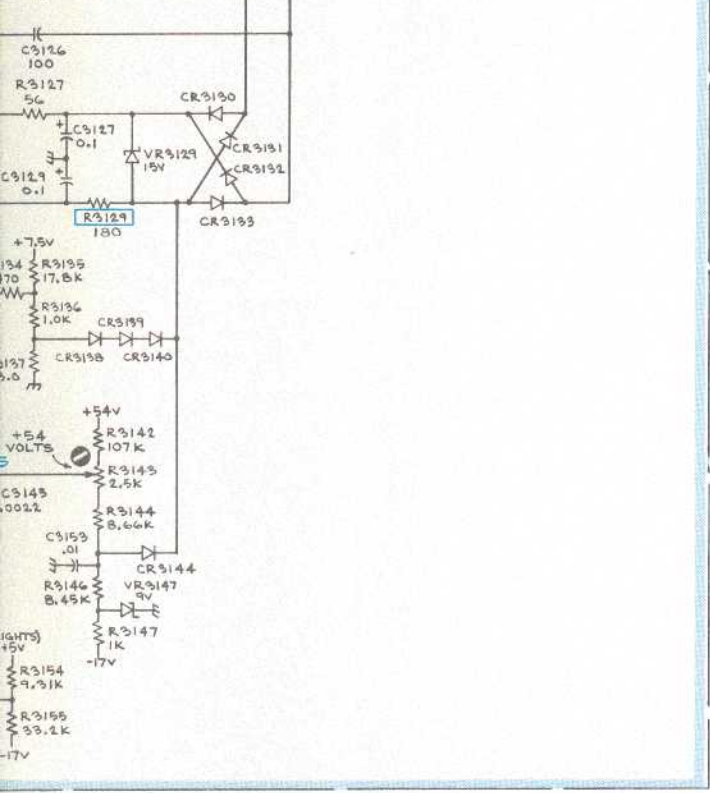 C3126
100
R3127
56
CR3130
+
C3127
0.1
CR3131
VR3129
15V
CR3132
+
C3129
0.1
R3129
180
CR3133
+7.5V
R3135
17.8K
R3136
1.0K
CR3139
CR3138
CR3140
+54V
+54
VOLTS
R3142
107K
R3143
2.5K
C3143
.0022
R3144
8.66K
C3153
.01
CR3144
R3146
8.45K
VR3147
9V
R3147
1K
-17V
+5V
R3154
9.31K
R3155
33.2K
-17V